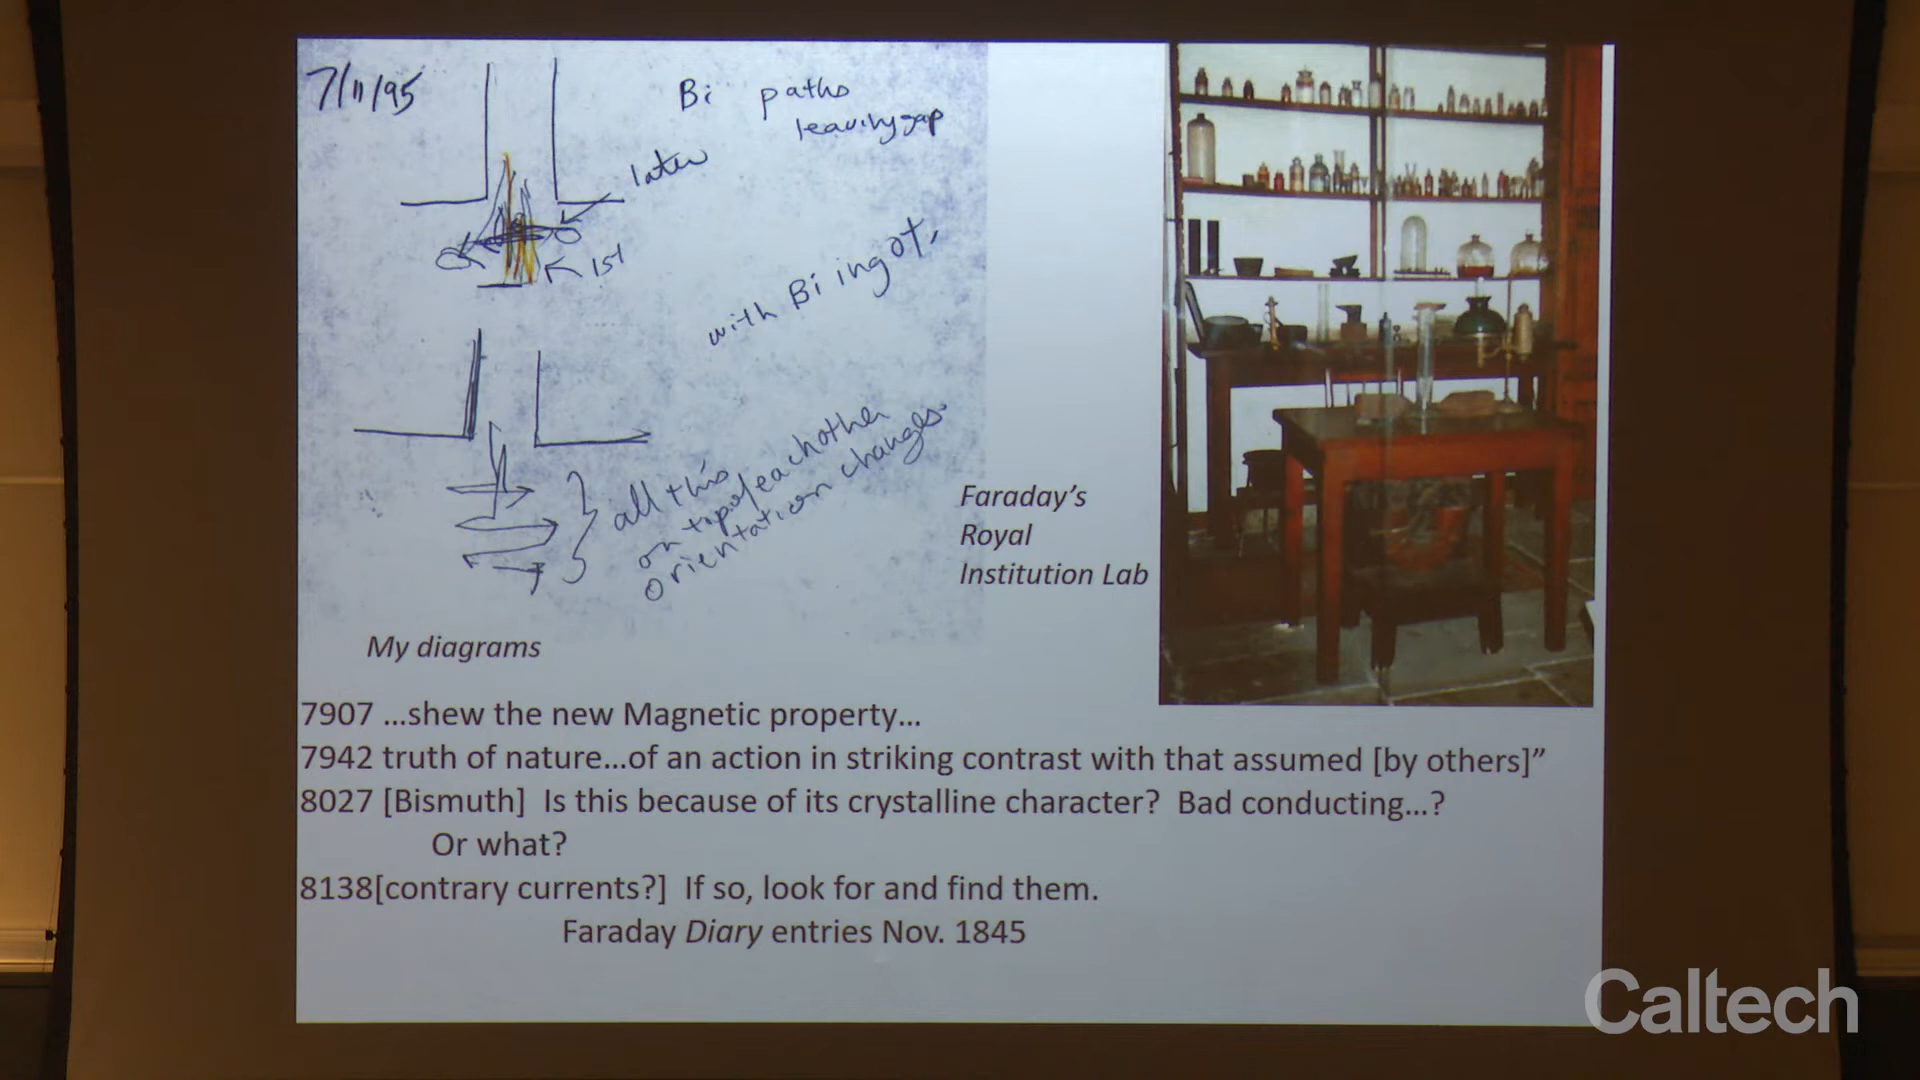 7/11/95
Bi paths
leaving gap
later
1st
with Bi ingot,
all this
on top of each other
orientation changes.
My diagrams
Faraday's
Royal
Institution Lab
7907 ...shew the new Magnetic property...
7942 truth of nature...of an action in striking contrast with that assumed [by others]”
8027 [Bismuth]  Is this because of its crystalline character?  Bad conducting...?
Or what?
8138[contrary currents?]  If so, look for and find them.
Faraday Diary entries Nov. 1845
Caltech